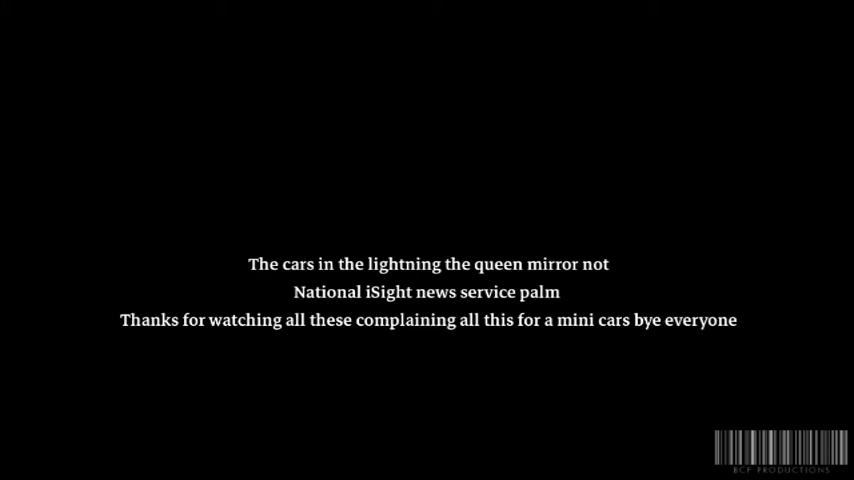 The cars in the lightning the queen mirror not
National iSight news service palm
Thanks for watching all these complaining all this for a mini cars bye everyone
BCF PRODUCTIONS